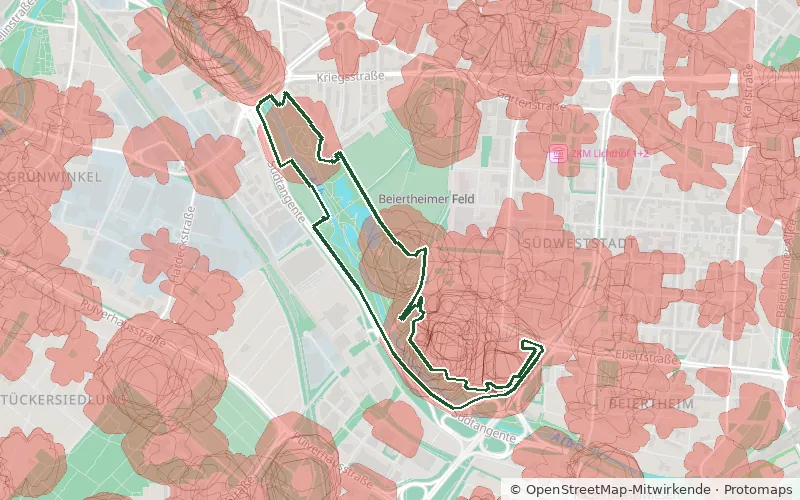 Kriegsstraße
Gartenstraße
Karlstraße
ZKM Lichthof 1+2
GRÜNWINKEL
Südtangente
Beiertheimer Feld
SÜDWESTSTADT
Pulverhausstraße
Ebertstraße
TÜCKERSIEDLUNG
BEIERTHEIM
Südtangente
Pulverhausstraße
© OpenStreetMap-Mitwirkende © Protomaps